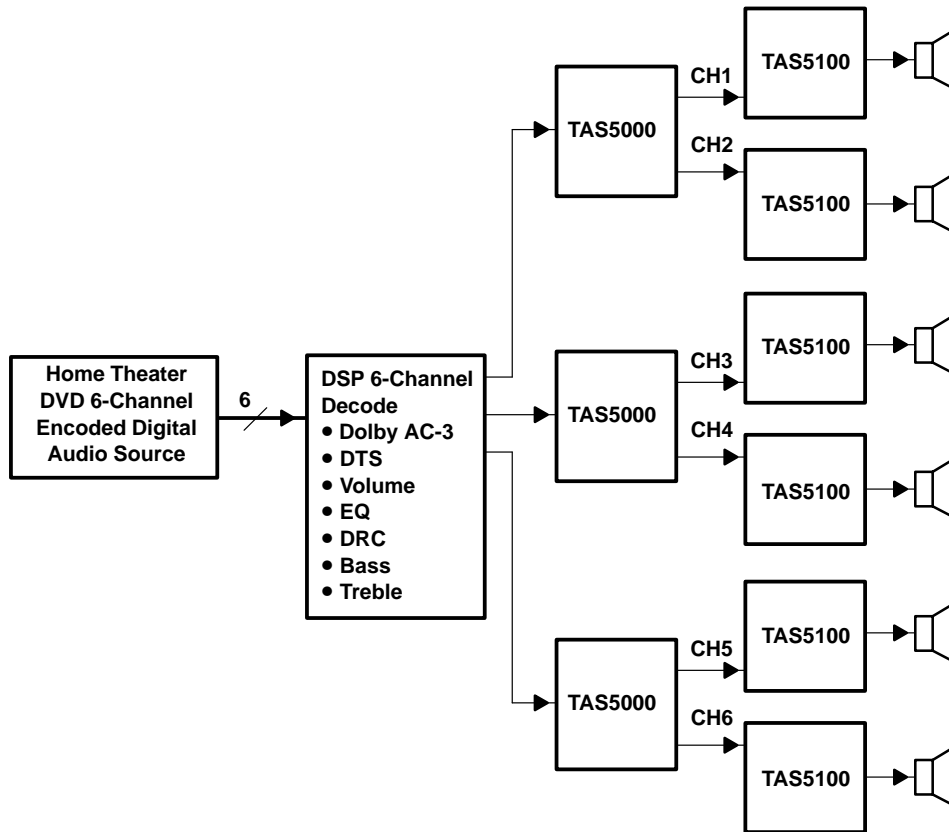 Home Theater
DVD 6-Channel
Encoded Digital
Audio Source
6
DSP 6-Channel
Decode
• Dolby AC-3
• DTS
• Volume
• EQ
• DRC
• Bass
• Treble
TAS5000
CH1
TAS5100
CH2
TAS5100
TAS5000
CH3
TAS5100
CH4
TAS5100
TAS5000
CH5
TAS5100
CH6
TAS5100